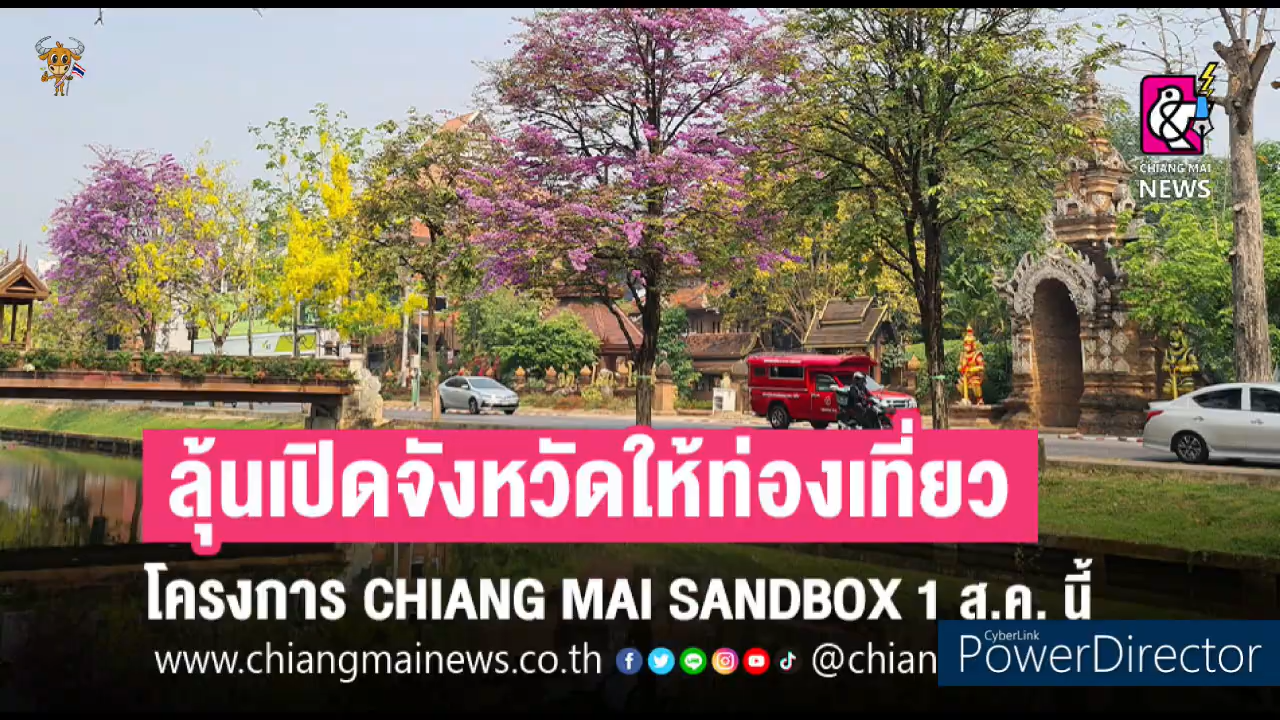 CHIANG MAI
NEWS
ลุ้นเปิดจังหวัดให้ท่องเที่ยว
โครงการ CHIANG MAI SANDBOX 1 ส.ค. นี้
www.chiangmainews.co.th @chian
CyberLink
PowerDirector